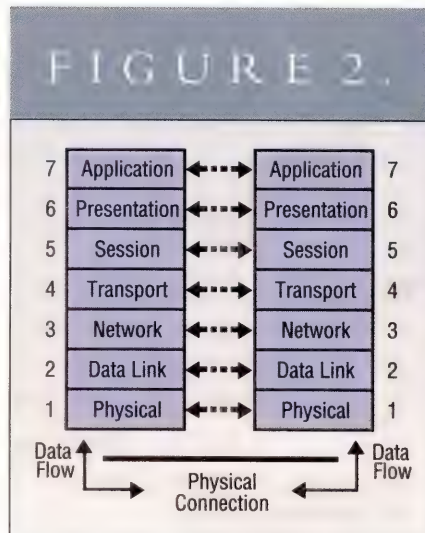 FIGURE 2.
7 Application Application 7
6 Presentation Presentation 6
5 Session Session 5
4 Transport Transport 4
3 Network Network 3
2 Data Link Data Link 2
1 Physical Physical 1
Data Flow Data Flow
Physical
Connection